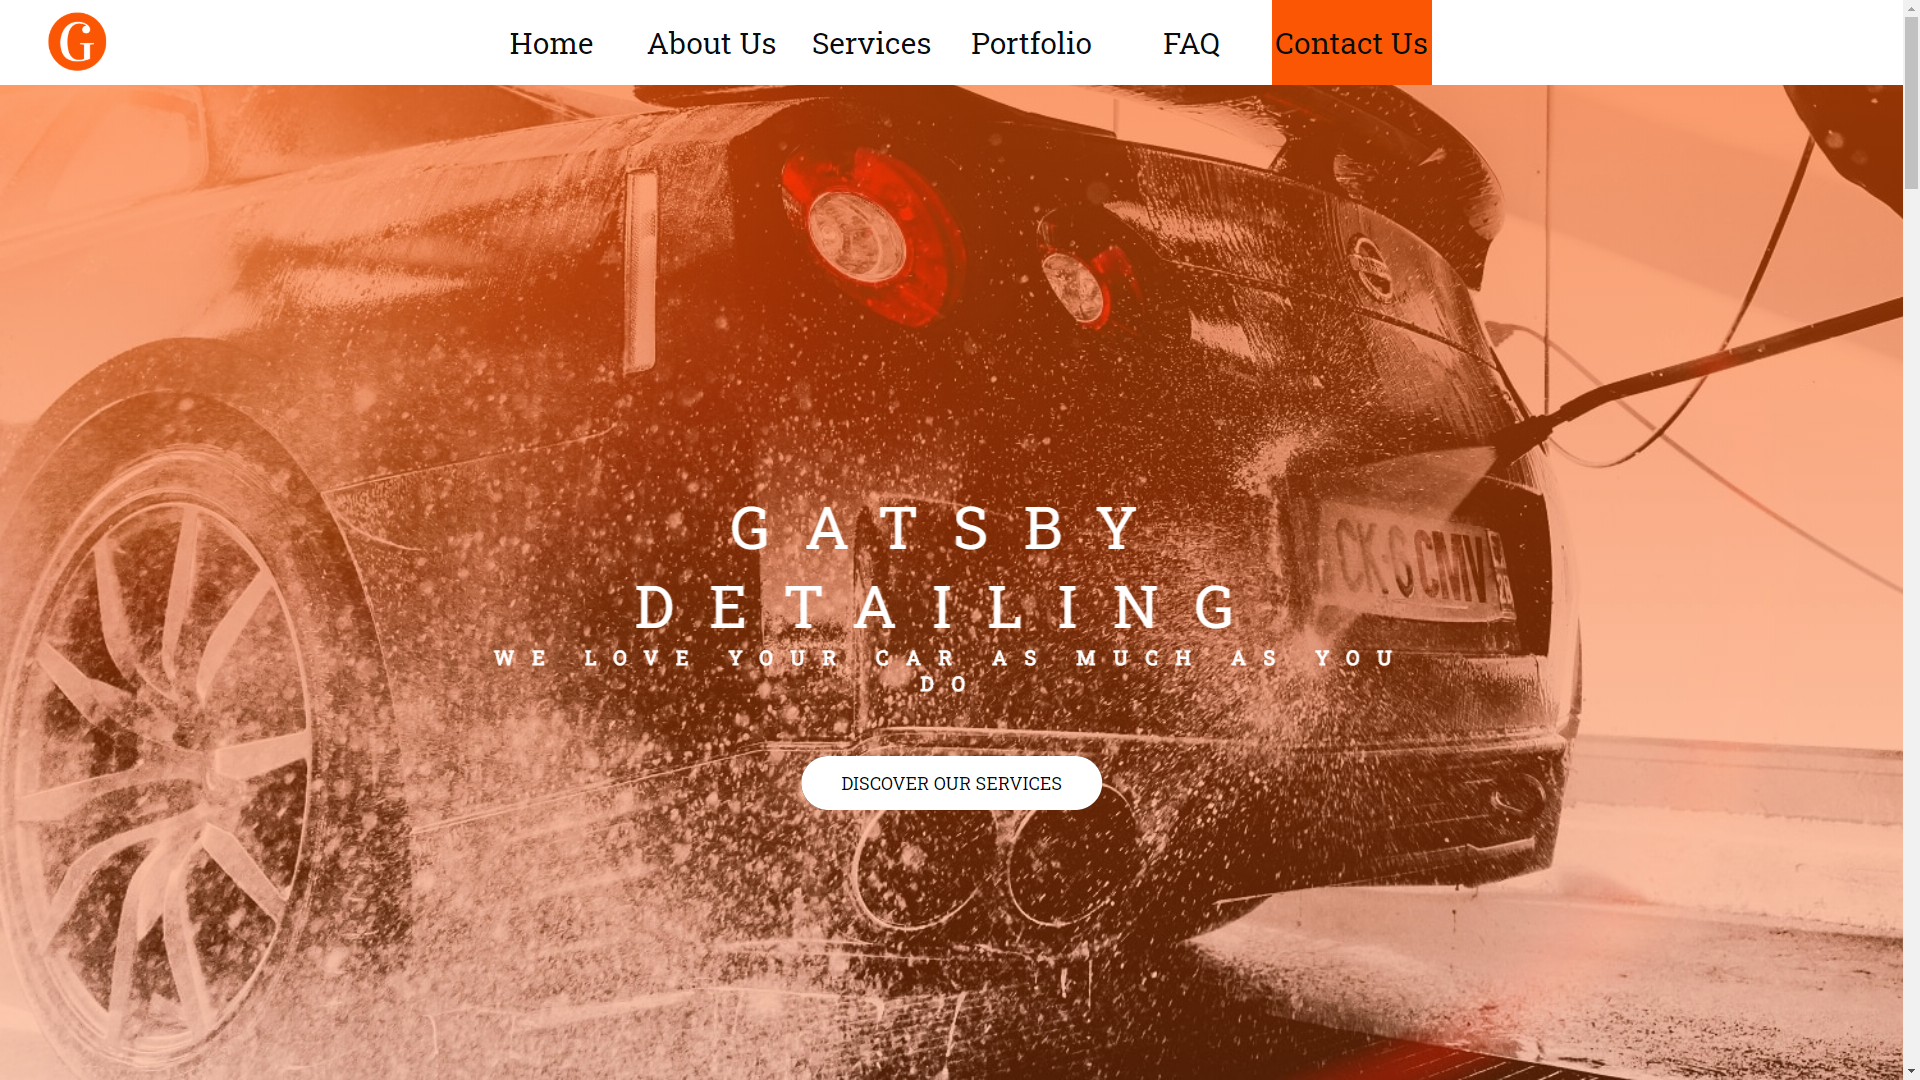 G
Home
About Us
Services
Portfolio
FAQ
Contact Us
GATSBY
DETAILING
WE LOVE YOUR CAR AS MUCH AS YOU
DO
CK·G CMV
DISCOVER OUR SERVICES